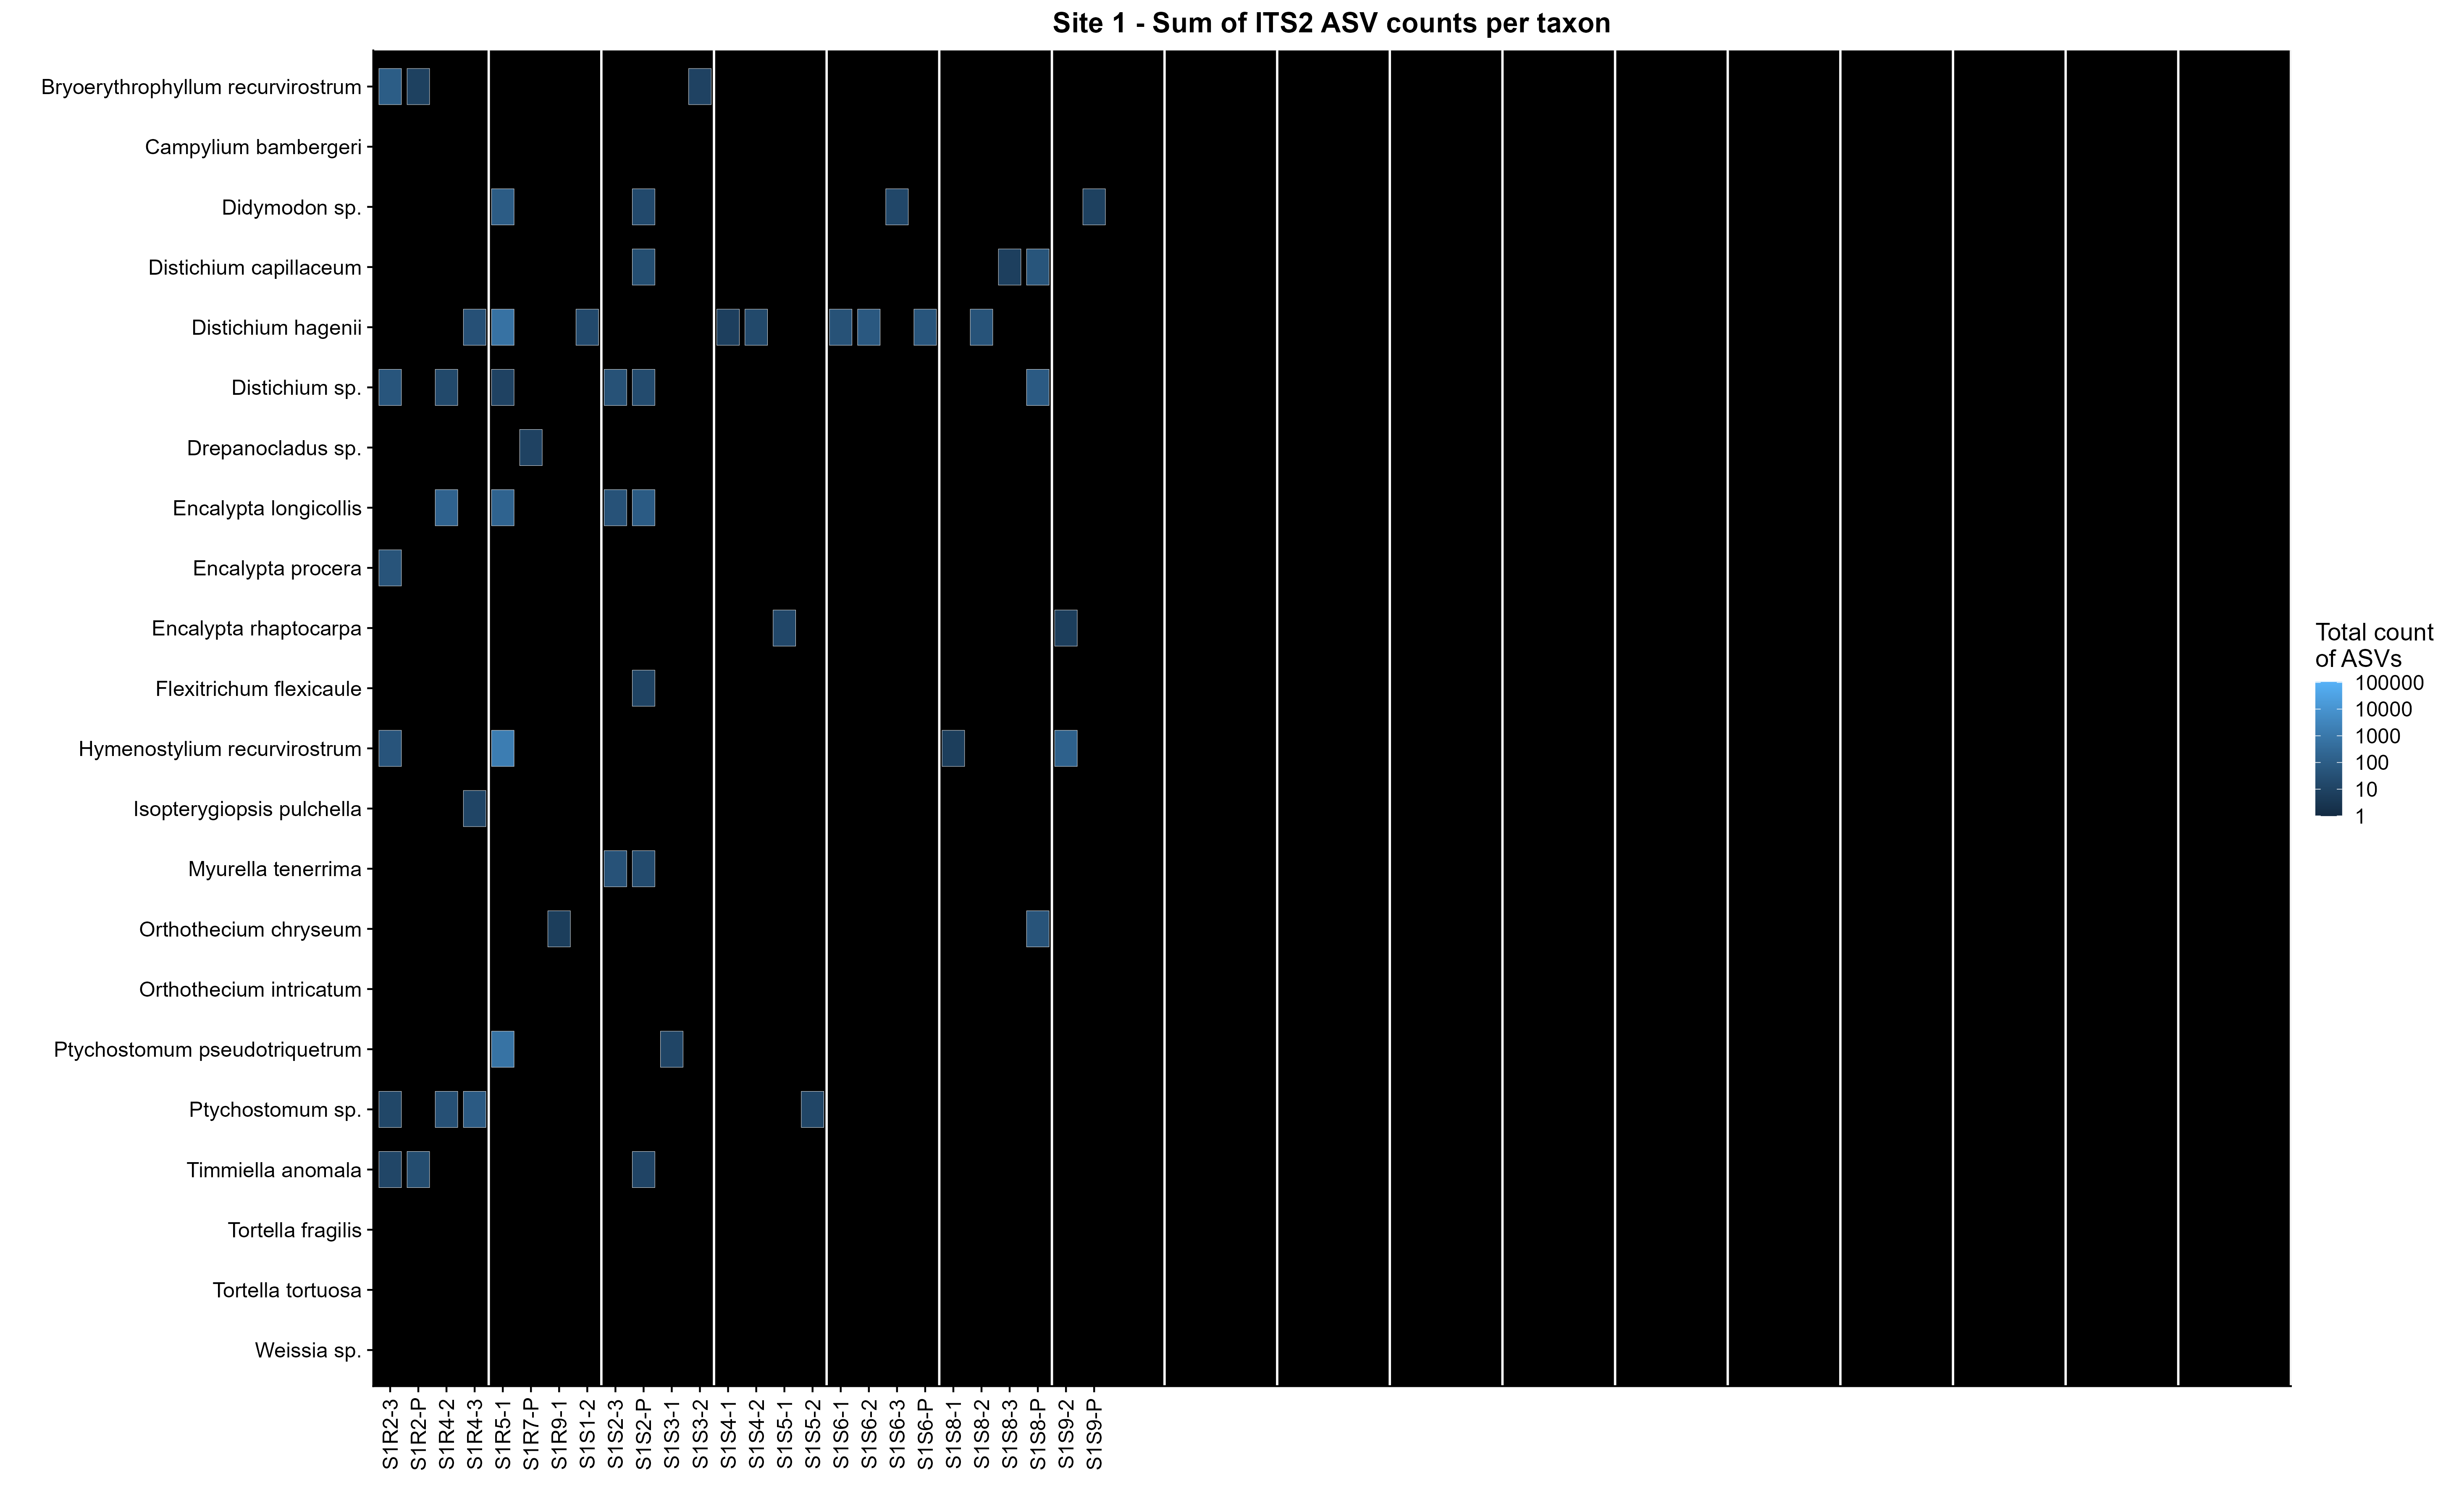 Site 1 - Sum of ITS2 ASV counts per taxon
Bryoerythrophyllum recurvirostrum
Campylium bambergeri
Didymodon sp.
Distichium capillaceum
Distichium hagenii
Distichium sp.
Drepanocladus sp.
Encalypta longicollis
Encalypta procera
Encalypta rhaptocarpa
Flexitrichum flexicaule
Hymenostylium recurvirostrum
Isopterygiopsis pulchella
Myurella tenerrima
Orthothecium chryseum
Orthothecium intricatum
Ptychostomum pseudotriquetrum
Ptychostomum sp.
Timmiella anomala
Tortella fragilis
Tortella tortuosa
Weissia sp.
S1R2-3
S1R2-P
S1R4-2
S1R4-3
S1R5-1
S1R7-P
S1R9-1
S1S1-2
S1S2-3
S1S2-P
S1S3-1
S1S3-2
S1S4-1
S1S4-2
S1S5-1
S1S5-2
S1S6-1
S1S6-2
S1S6-3
S1S6-P
S1S8-1
S1S8-2
S1S8-3
S1S8-P
S1S9-2
S1S9-P
Total count
of ASVs
100000
10000
1000
100
10
1